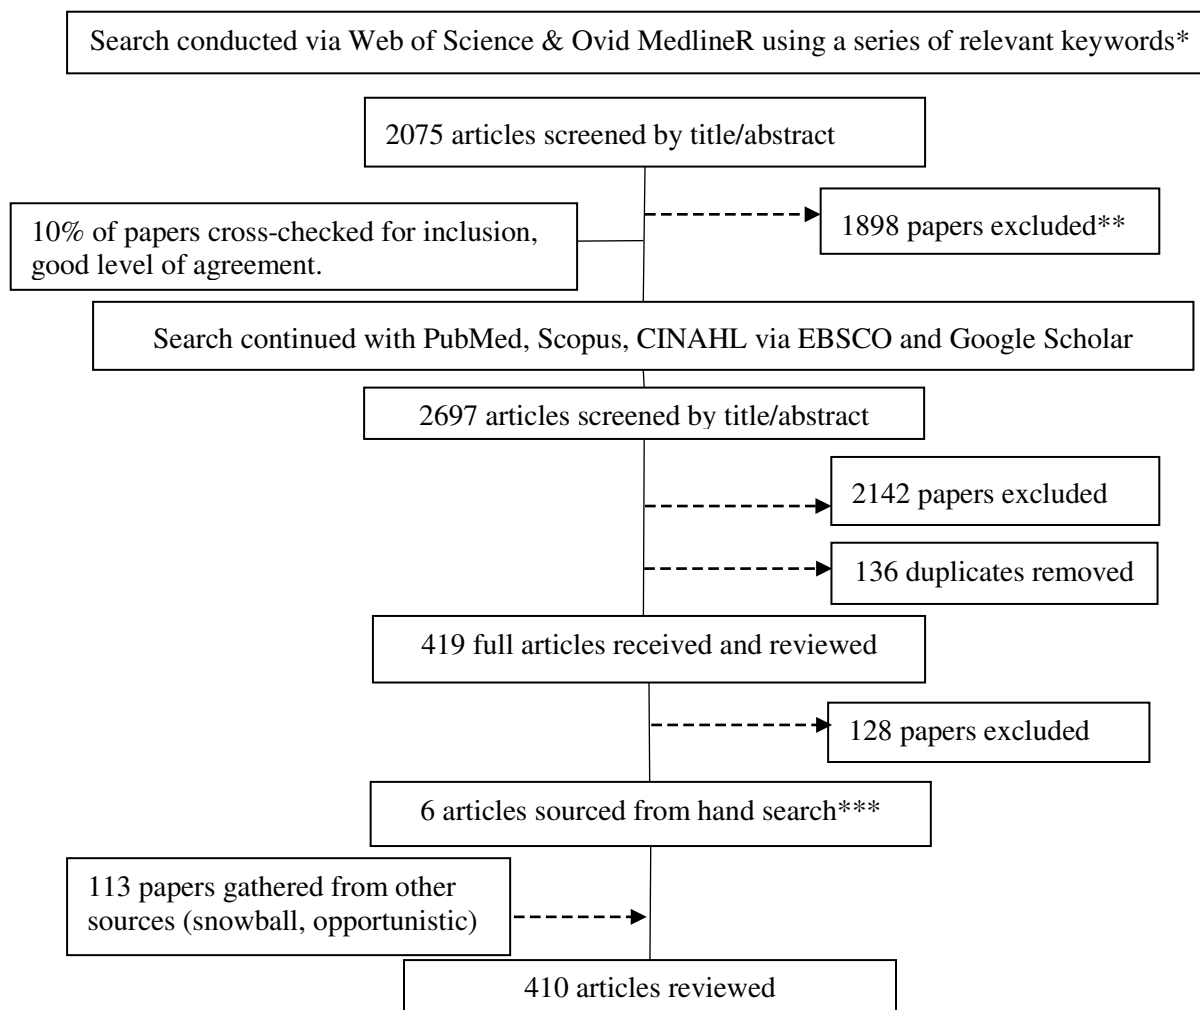 Search conducted via Web of Science & Ovid MedlineR using a series of relevant keywords*
2075 articles screened by title/abstract
1898 papers excluded**
10% of papers cross-checked for inclusion,
good level of agreement.
Search continued with PubMed, Scopus, CINAHL via EBSCO and Google Scholar
2697 articles screened by title/abstract
2142 papers excluded
136 duplicates removed
419 full articles received and reviewed
128 papers excluded
6 articles sourced from hand search***
113 papers gathered from other
sources (snowball, opportunistic)
410 articles reviewed